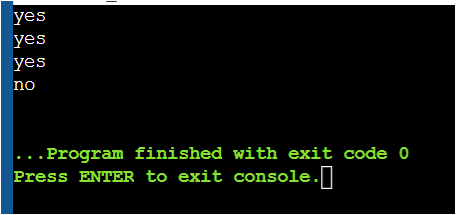 yes
yes
yes
no
...Program finished with exit code 0
Press ENTER to exit console.